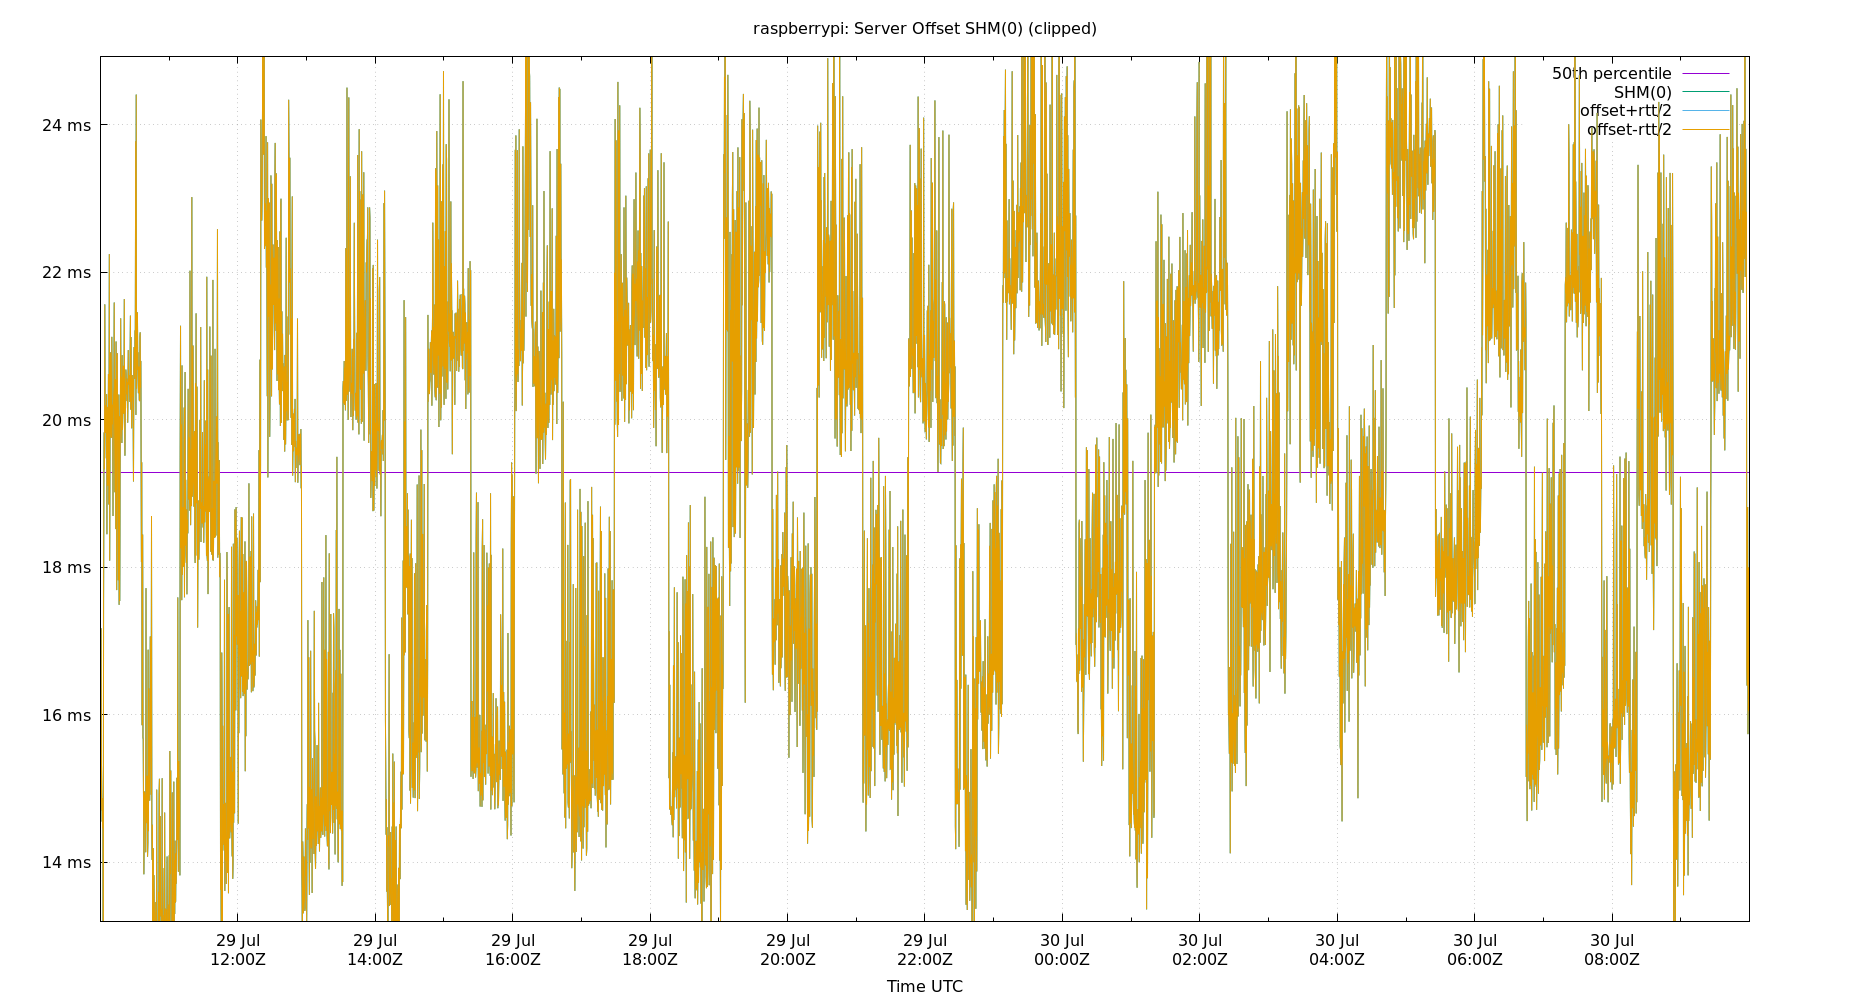 raspberrypi: Server Offset SHM(0) (clipped)
50th percentile
SHM(0)
offset+rtt/2
offset-rtt/2
24 ms
22 ms
20 ms
18 ms
16 ms
14 ms
29 Jul 29 Jul 29 Jul 29 Jul 29 Jul 29 Jul 30 Jul 30 Jul 30 Jul 30 Jul 30 Jul
12:00Z 14:00Z 16:00Z 18:00Z 20:00Z 22:00Z 00:00Z 02:00Z 04:00Z 06:00Z 08:00Z
Time UTC